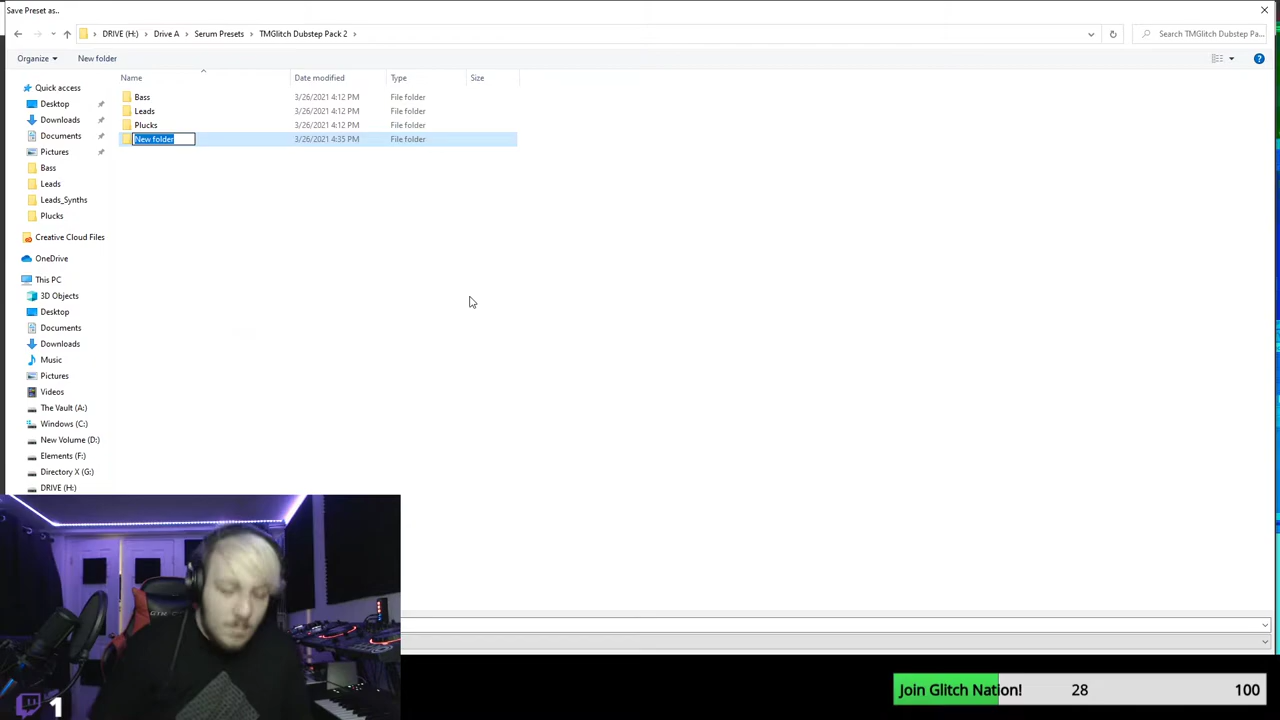 Save Preset as..
DRIVE (H:) > Drive A > Serum Presets > TMGlitch Dubstep Pack 2 >
Search TMGlitch Dubstep Pa...
Organize
New folder
Name
Date modified
Type
Size
Quick access
Desktop
Downloads
Documents
Pictures
Bass
Leads
Leads_Synths
Plucks
Creative Cloud Files
OneDrive
This PC
3D Objects
Desktop
Documents
Downloads
Music
Pictures
Videos
The Vault (A:)
Windows (C:)
New Volume (D:)
Elements (F:)
Directory X (G:)
DRIVE (H:)
Bass 3/26/2021 4:12 PM File folder
Leads 3/26/2021 4:12 PM File folder
Plucks 3/26/2021 4:12 PM File folder
New folder 3/26/2021 4:35 PM File folder
1
Join Glitch Nation! 28 100